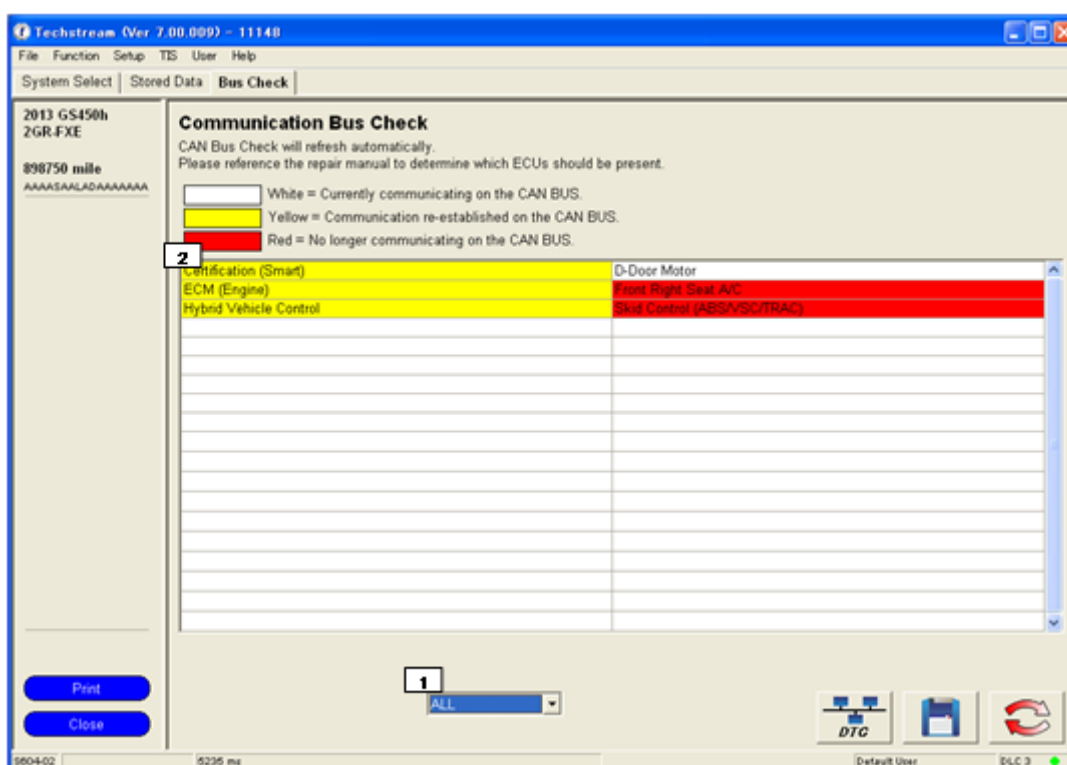 Techstream (Ver 7.00.009) - 11148
File Function Setup TIS User Help
System Select Stored Data Bus Check
2013 GS450h
2GR-FXE
898750 mile
AAAASAALADAAAAAAA
Communication Bus Check
CAN Bus Check will refresh automatically.
Please reference the repair manual to determine which ECUs should be present.
White = Currently communicating on the CAN BUS.
Yellow = Communication re-established on the CAN BUS.
Red = No longer communicating on the CAN BUS.
2
Certification (Smart) D-Door Motor
ECM (Engine) Front Right Seat A/C
Hybrid Vehicle Control Skid Control (ABS/VSC/TRAC)
1
ALL
Print
Close
DTC
S604-02 5235 ms Default User DLC 3